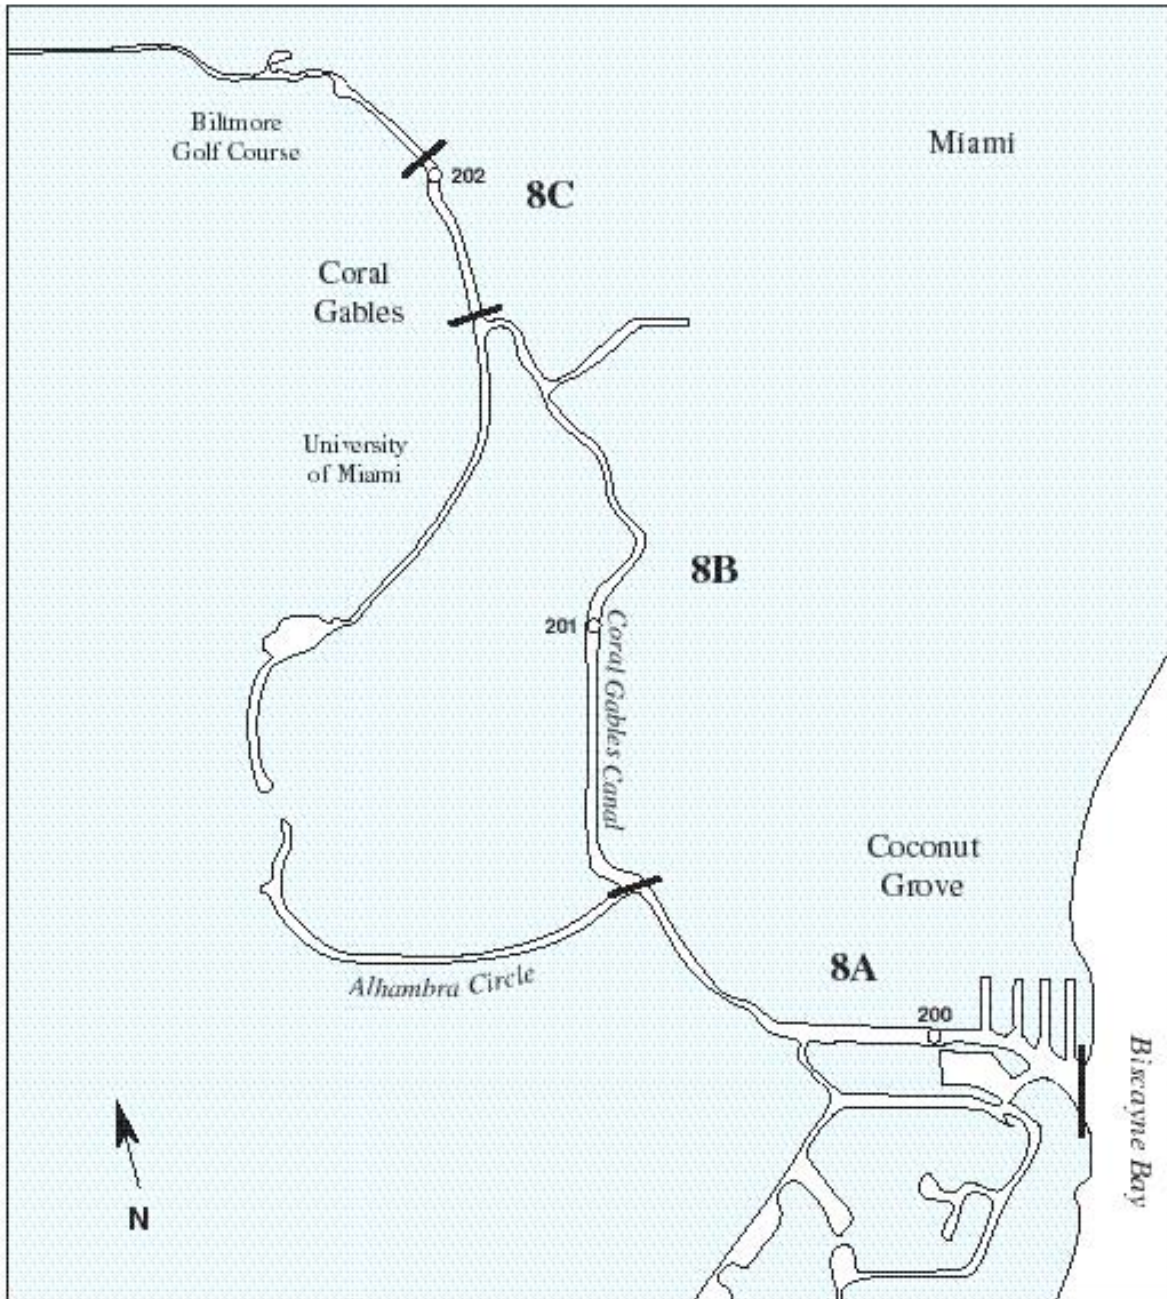 Biltmore
Golf Course
Miami
202
8C
Coral
Gables
University
of Miami
8B
201
Coral Gables Canal
Coconut
Grove
8A
Alhambra Circle
200
Biscayne Bay
N